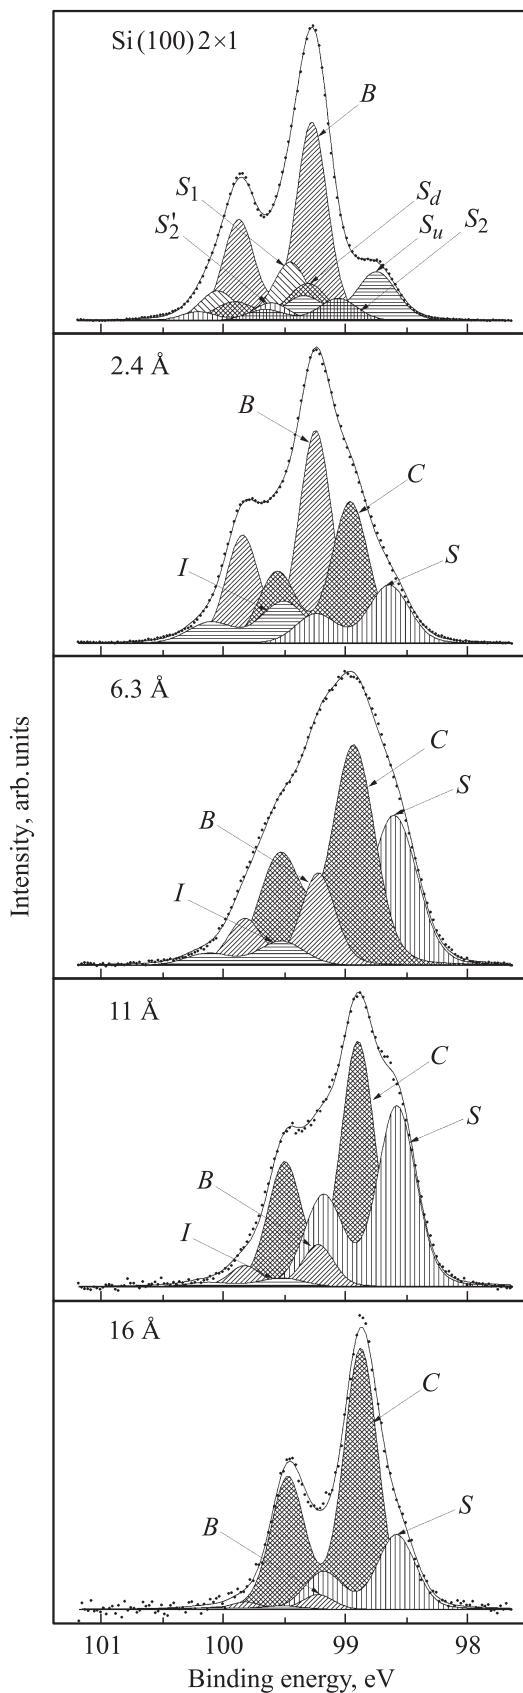 Si(100)2×1
B
S1
Sd
S2'
Su
S2
2.4 Å
B
C
I
S
6.3 Å
C
S
B
I
11 Å
C
S
B
I
16 Å
C
S
B
101 100 99 98
Binding energy, eV
Intensity, arb. units